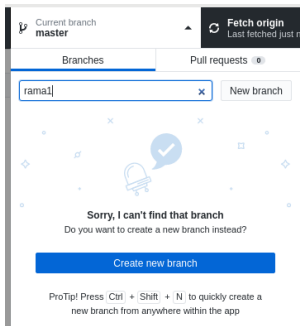 Current branch
master
Fetch origin
Last fetched just
Branches
Pull requests 0
rama1
New branch
Sorry, I can't find that branch
Do you want to create a new branch instead?
Create new branch
ProTip! Press Ctrl + Shift + N to quickly create a
new branch from anywhere within the app